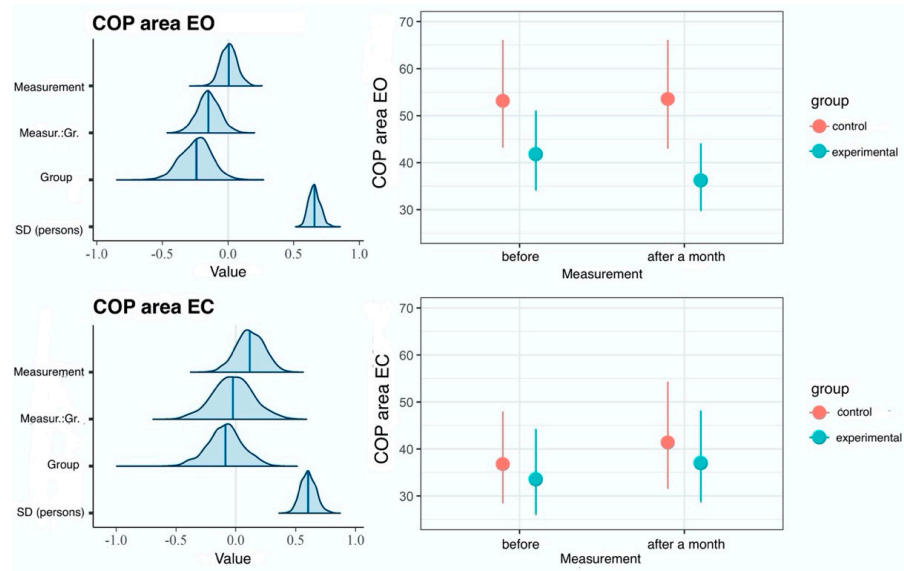 COP area EO
Measurement
Measur.:Gr.
Group
SD (persons)
-1.0 -0.5 0.0 0.5 1.0
Value
70
60
50
40
30
COP area EO
before after a month
Measurement
group
control
experimental
COP area EC
Measurement
Measur.:Gr.
Group
SD (persons)
-1.0 -0.5 0.0 0.5 1.0
Value
70
60
50
40
30
COP area EC
before after a month
Measurement
group
control
experimental